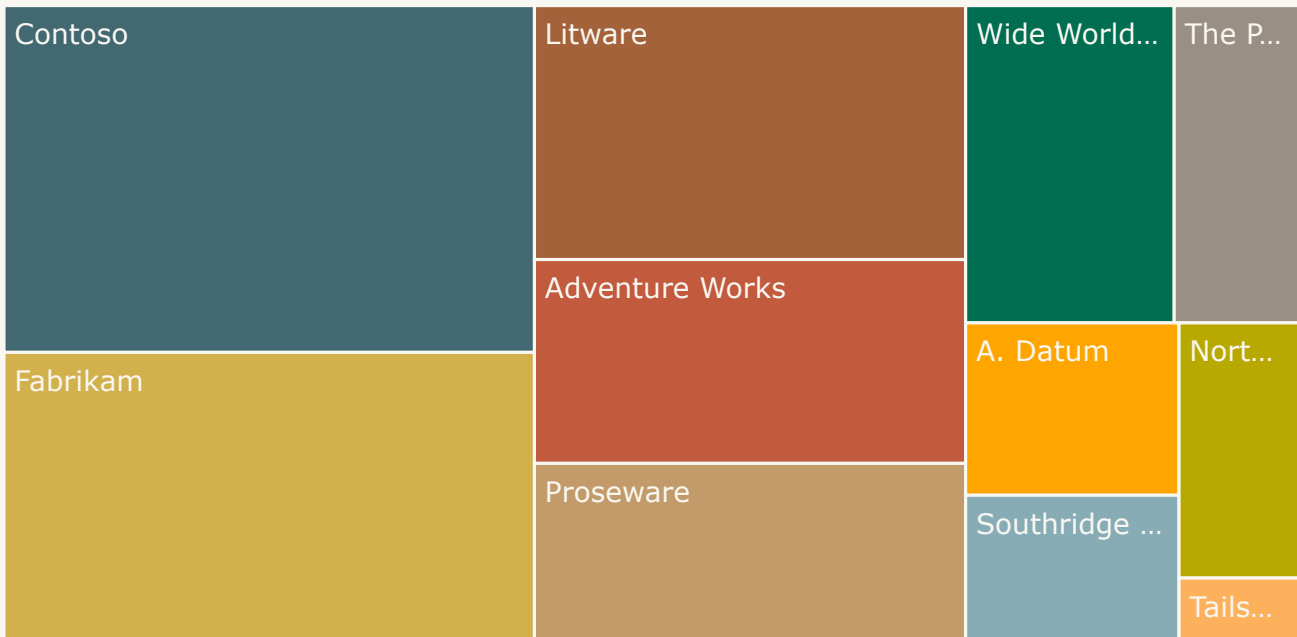 Contoso
Fabrikam
Litware
Adventure Works
Proseware
Wide World...
The P...
A. Datum
Nort...
Southridge ...
Tails...